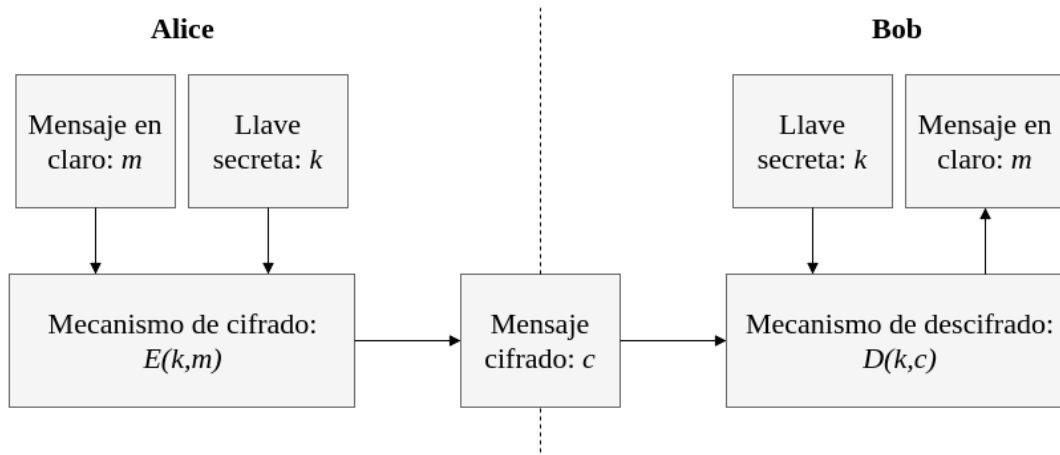 Alice
Bob
Mensaje en
claro: m
Llave
secreta: k
Llave
secreta: k
Mensaje en
claro: m
Mecanismo de cifrado:
E(k,m)
Mensaje
cifrado: c
Mecanismo de descifrado:
D(k,c)